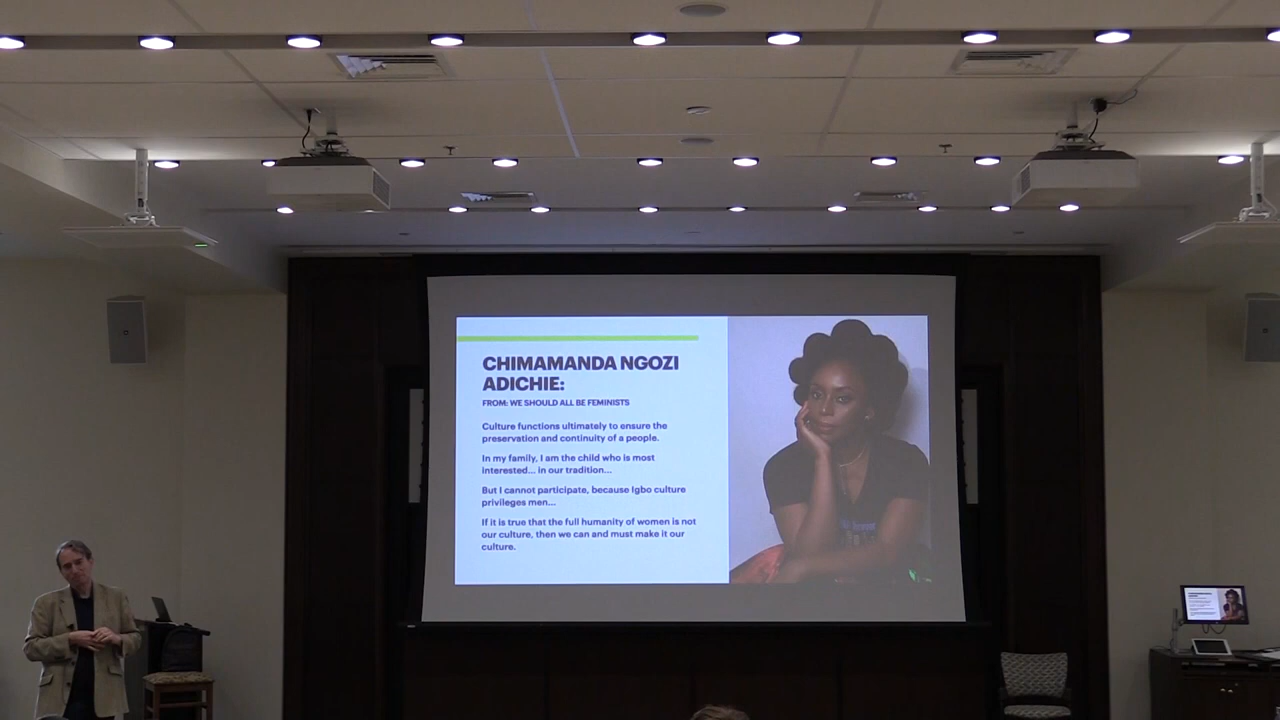 CHIMAMANDA NGOZI
ADICHIE:
FROM: WE SHOULD ALL BE FEMINISTS
Culture functions ultimately to ensure the
preservation and continuity of a people.
In my family, I am the child who is most
interested... in our tradition...
But I cannot participate, because Igbo culture
privileges men...
If it is true that the full humanity of women is not
our culture, then we can and must make it our
culture.